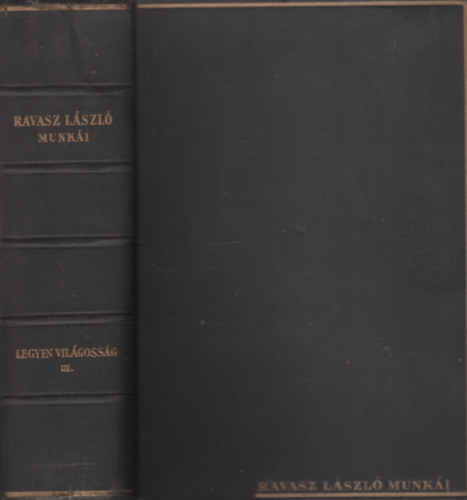 RAVASZ LÁSZLÓ
MUNKÁI
LEGYEN VILÁGOSSÁG
III.
RAVASZ LÁSZLÓ MUNKÁI